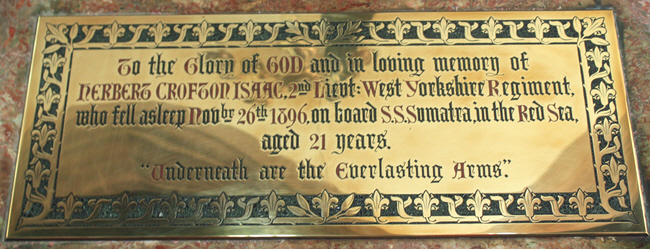 To the Glory of GOD and in loving memory of
HERBERT CROFTON ISAAC, 2nd Lieut: West Yorkshire Regiment,
who fell asleep Novbr 26th 1896, on board S.S.Sumatra, in the Red Sea,
aged 21 years.
"Underneath are the Everlasting Arms".